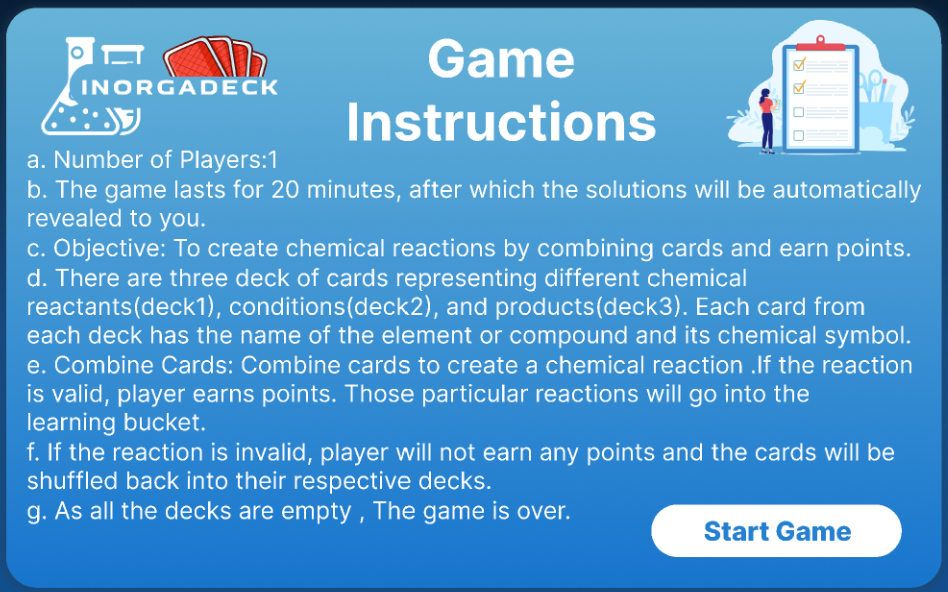 INORGADECK
Game
Instructions
a. Number of Players:1
b. The game lasts for 20 minutes, after which the solutions will be automatically
revealed to you.
c. Objective: To create chemical reactions by combining cards and earn points.
d. There are three deck of cards representing different chemical
reactants(deck1), conditions(deck2), and products(deck3). Each card from
each deck has the name of the element or compound and its chemical symbol.
e. Combine Cards: Combine cards to create a chemical reaction .If the reaction
is valid, player earns points. Those particular reactions will go into the
learning bucket.
f. If the reaction is invalid, player will not earn any points and the cards will be
shuffled back into their respective decks.
g. As all the decks are empty , The game is over.
Start Game